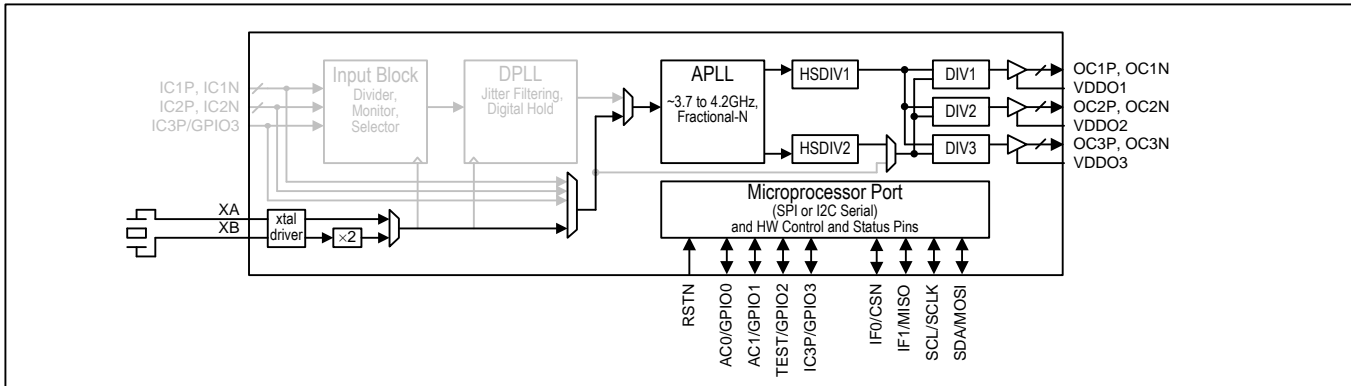 IC1P, IC1N
IC2P, IC2N
IC3P/GPIO3
Input Block
Divider,
Monitor,
Selector
DPLL
Jitter Filtering,
Digital Hold
APLL
~3.7 to 4.2GHz,
Fractional-N
HSDIV1
HSDIV2
DIV1
DIV2
DIV3
OC1P, OC1N
VDDO1
OC2P, OC2N
VDDO2
OC3P, OC3N
VDDO3
XA
XB
xtal
driver
×2
Microprocessor Port
(SPI or I2C Serial)
and HW Control and Status Pins
RSTN
AC0/GPIO0
AC1/GPIO1
TEST/GPIO2
IC3P/GPIO3
IF0/CSN
IF1/MISO
SCL/SCLK
SDA/MOSI